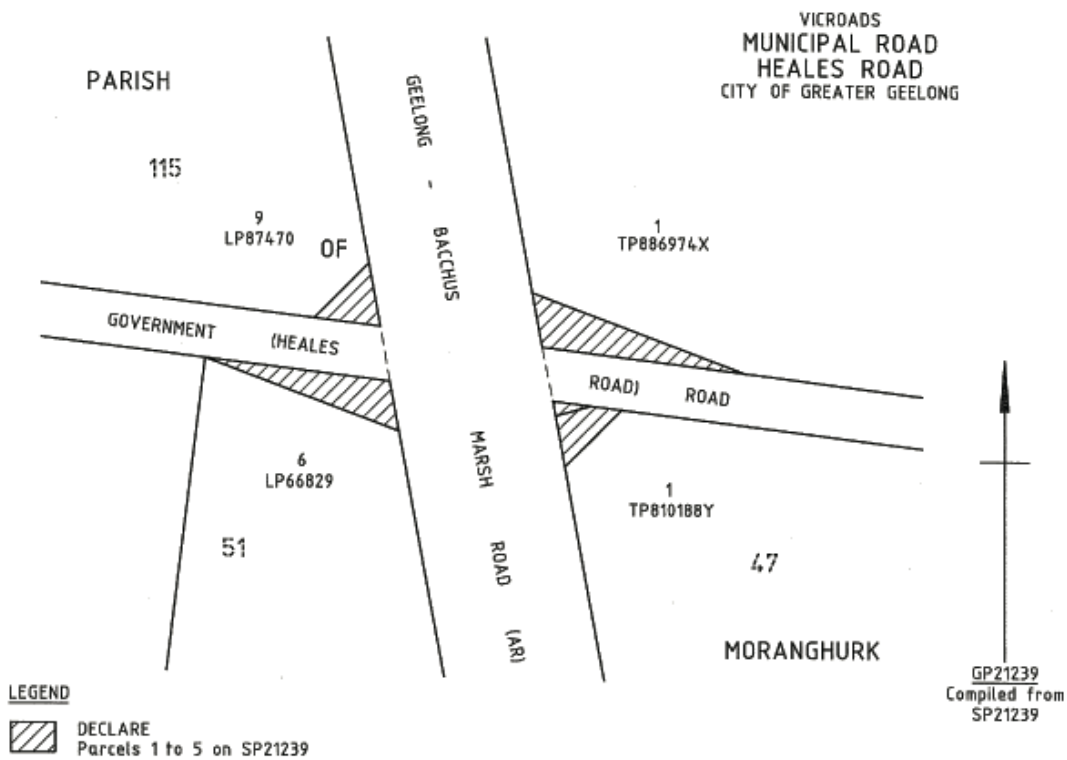 VICROADS
MUNICIPAL ROAD
HEALES ROAD
CITY OF GREATER GEELONG
PARISH
115
9
LP87470
OF
GEELONG - BACCHUS MARSH ROAD (AR)
1
TP886974X
GOVERNMENT (HEALES ROAD) ROAD
6
LP66829
51
1
TP810188Y
47
MORANGHURK
GP21239
Compiled from
SP21239
LEGEND
DECLARE
Parcels 1 to 5 on SP21239